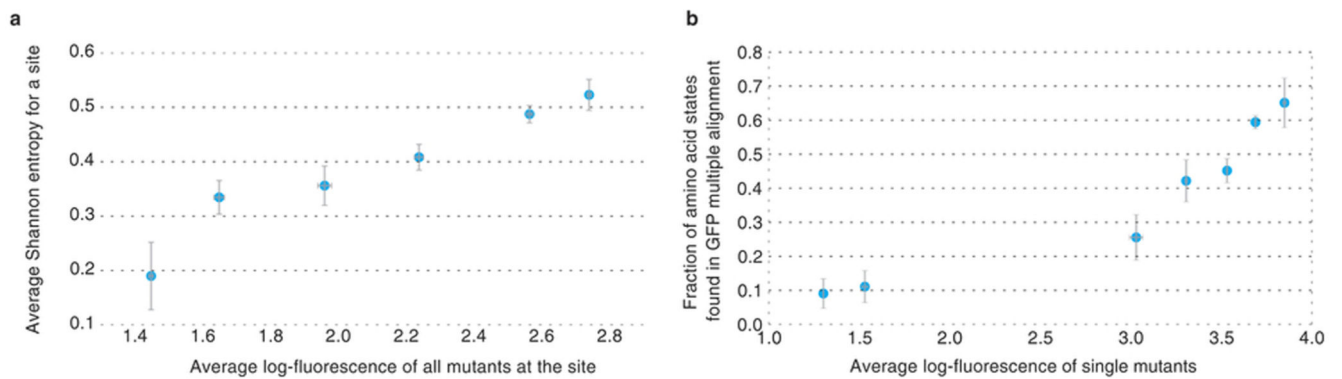 a
Average Shannon entropy for a site
0.6
0.5
0.4
0.3
0.2
0.1
1.4 1.6 1.8 2.0 2.2 2.4 2.6 2.8
Average log-fluorescence of all mutants at the site
b
Fraction of amino acid states
found in GFP multiple alignment
0.8
0.7
0.6
0.5
0.4
0.3
0.2
0.1
0.0
1.0 1.5 2.0 2.5 3.0 3.5 4.0
Average log-fluorescence of single mutants